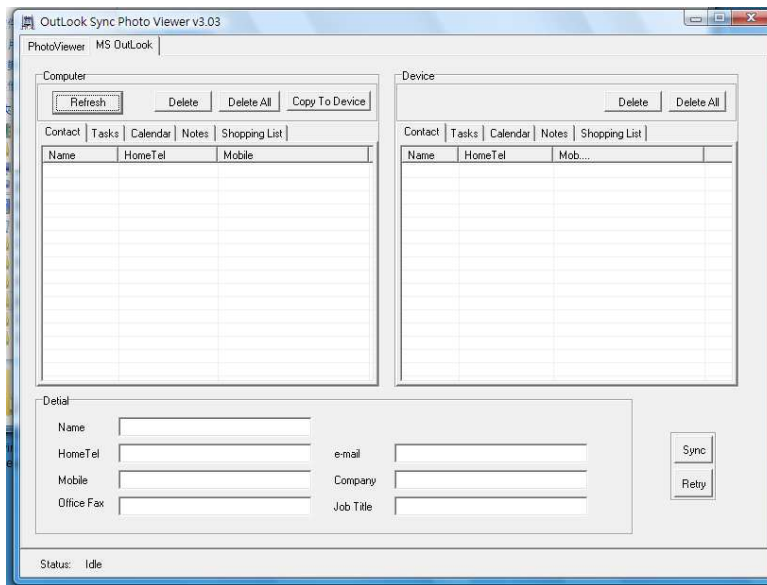 OutLook Sync Photo Viewer v3.03
PhotoViewer MS OutLook
Computer
Refresh Delete Delete All Copy To Device
Contact Tasks Calendar Notes Shopping List
Name HomeTel Mobile
Device
Delete Delete All
Contact Tasks Calendar Notes Shopping List
Name HomeTel Mob....
Detial
Name
HomeTel
Mobile
Office Fax
e-mail
Company
Job Title
Sync
Retry
Status: Idle